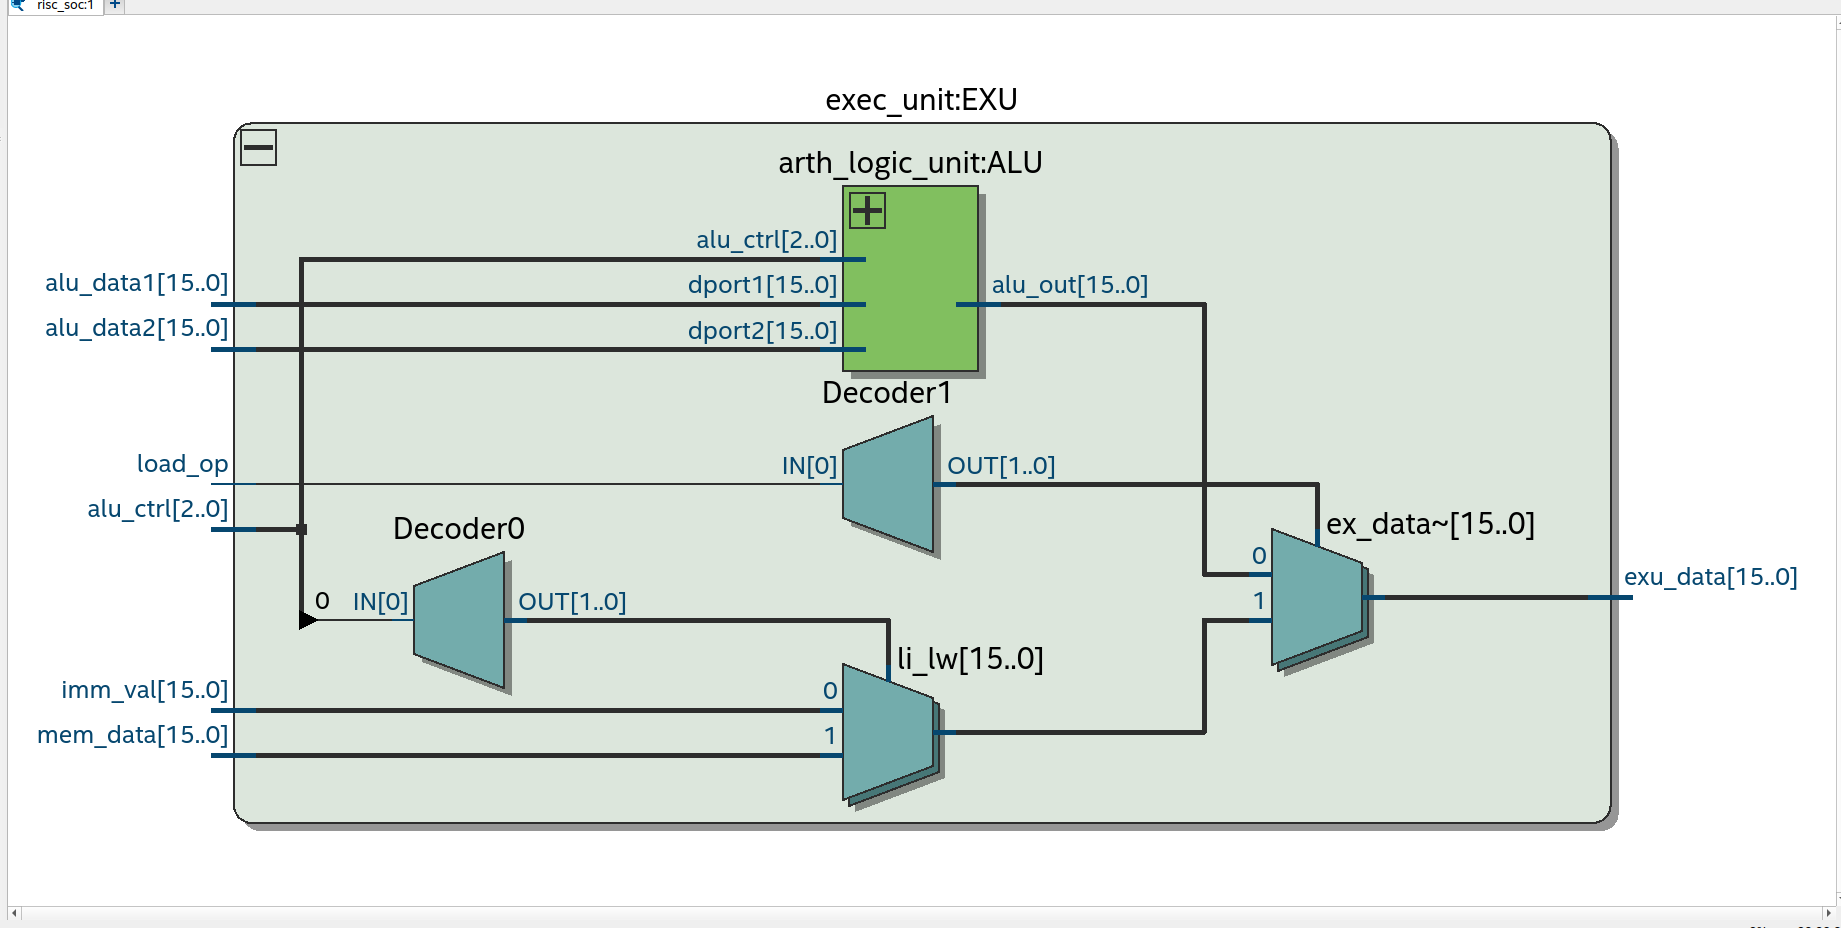 risc_soc:1
exec_unit:EXU
arth_logic_unit:ALU
alu_ctrl[2..0]
alu_data1[15..0]
dport1[15..0]
alu_out[15..0]
alu_data2[15..0]
dport2[15..0]
Decoder1
load_op
IN[0]
OUT[1..0]
alu_ctrl[2..0]
Decoder0
ex_data~[15..0]
0
exu_data[15..0]
0
IN[0]
OUT[1..0]
1
li_lw[15..0]
imm_val[15..0]
0
mem_data[15..0]
1